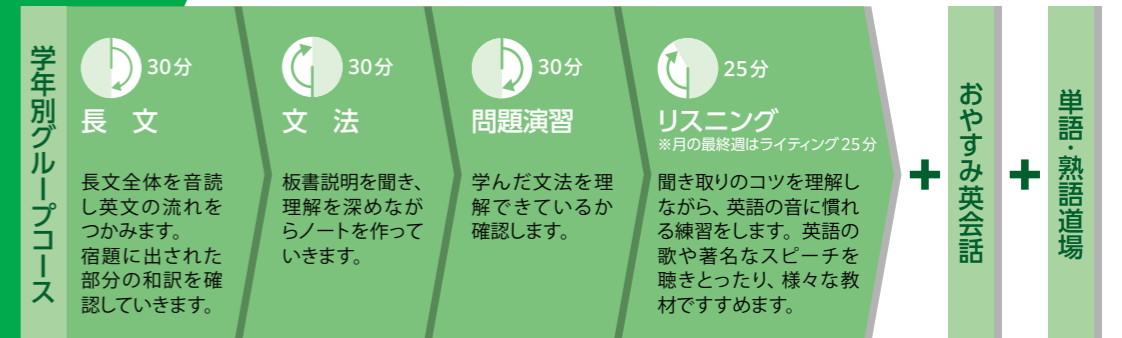 学年別グループコース
30分
長 文
長文全体を音読
し英文の流れを
つかみます。
宿題に出された
部分の和訳を確
認していきます。
30分
文 法
板書説明を聞き、
理解を深めなが
らノートを作って
いきます。
30分
問題演習
学んだ文法を理
解できているか
確認します。
25分
リスニング
※月の最終週はライティング25分
聞き取りのコツを理解し
ながら、英語の音に慣れ
る練習をします。英語の
歌や著名なスピーチを
聴きとったり、様々な教
材ですすめます。
+
おやすみ英会話
+
単語・熟語道場